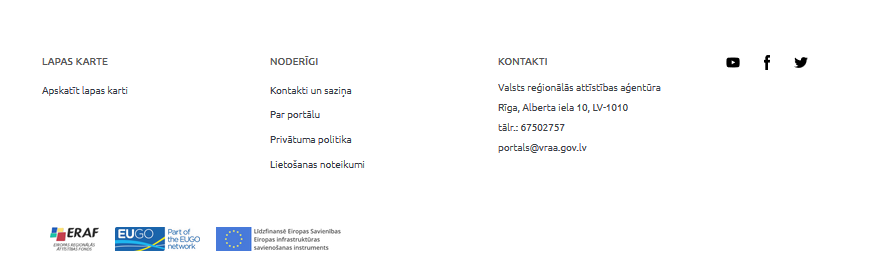 LAPAS KARTE
Apskatīt lapas karti
NODERĪGI
Kontakti un saziņa
Par portālu
Privātuma politika
Lietošanas noteikumi
KONTAKTI
Valsts reģionālās attīstības aģentūra
Rīga, Alberta iela 10, LV-1010
tālr.: 67502757
portals@vraa.gov.lv
ERAF
EIROPAS REĢIONĀLĀS
ATTĪSTĪBAS FONDS
EUGO
Part of
the EUGO
network
Līdzfinansē Eiropas Savienības
Eiropas infrastruktūras
savienošanas instruments